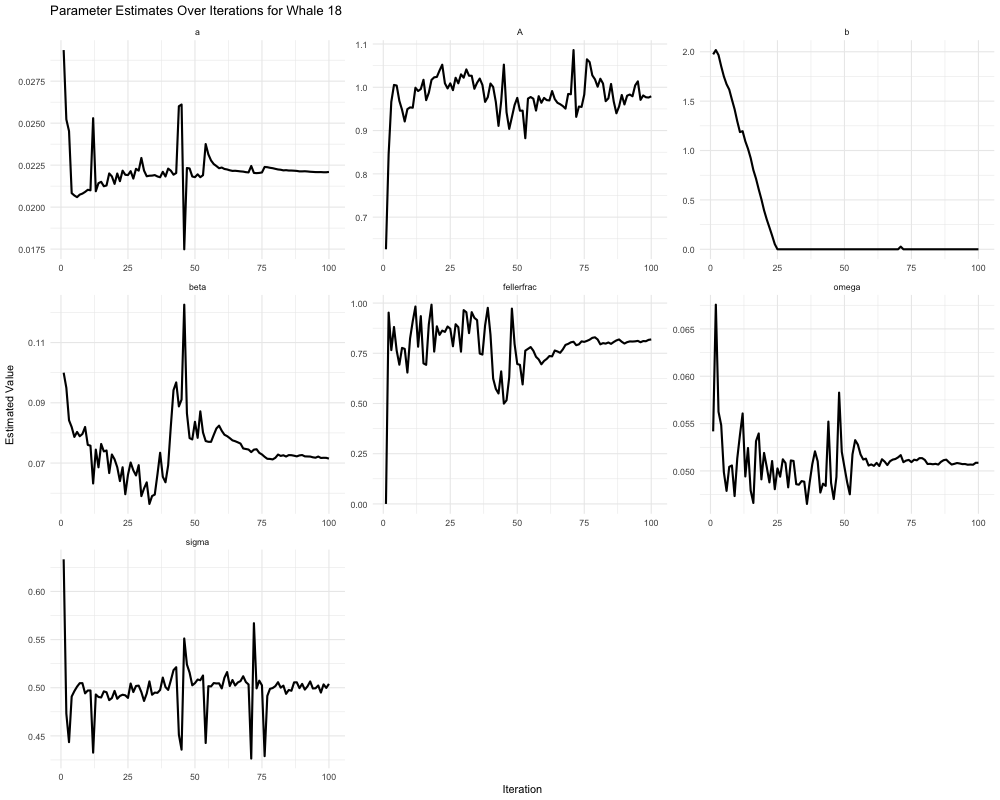 Parameter Estimates Over Iterations for Whale 18
a A b
0.0275
0.0250
0.0225
0.0200
0.0175
0 25 50 75 100
1.1
1.0
0.9
0.8
0.7
0 25 50 75 100
2.0
1.5
1.0
0.5
0.0
0 25 50 75 100
beta fellerfrac omega
0.11
0.09
0.07
0 25 50 75 100
1.00
0.75
0.50
0.25
0.00
0 25 50 75 100
0.065
0.060
0.055
0.050
0 25 50 75 100
sigma
0.60
0.55
0.50
0.45
0 25 50 75 100
Estimated Value
Iteration